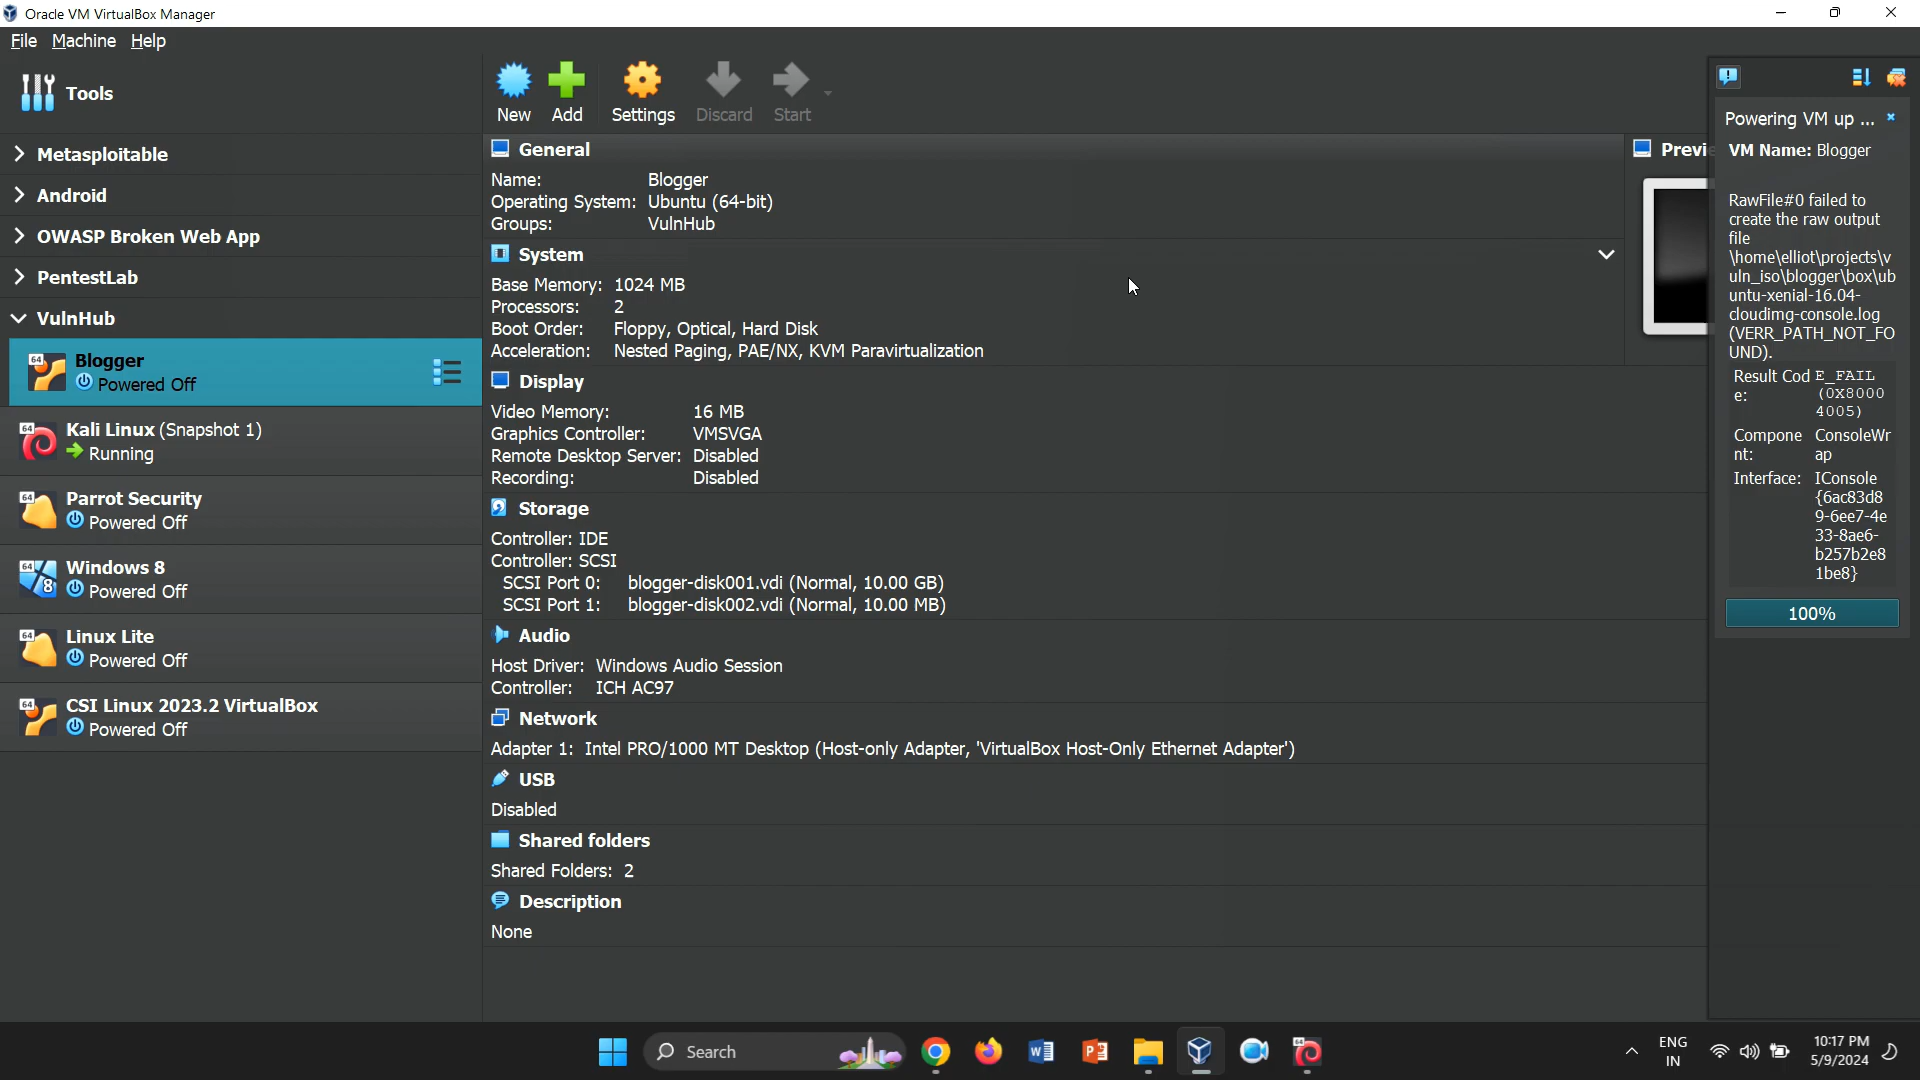 Oracle VM VirtualBox Manager
File Machine Help
Tools
Metasploitable
Android
OWASP Broken Web App
PentestLab
VulnHub
64
Blogger
Powered Off
64
Kali Linux (Snapshot 1)
Running
64
Parrot Security
Powered Off
64
8
Windows 8
Powered Off
64
Linux Lite
Powered Off
64
CSI Linux 2023.2 VirtualBox
Powered Off
New Add Settings Discard Start
General
Name: Blogger
Operating System: Ubuntu (64-bit)
Groups: VulnHub
System
Base Memory: 1024 MB
Processors: 2
Boot Order: Floppy, Optical, Hard Disk
Acceleration: Nested Paging, PAE/NX, KVM Paravirtualization
Display
Video Memory: 16 MB
Graphics Controller: VMSVGA
Remote Desktop Server: Disabled
Recording: Disabled
Storage
Controller: IDE
Controller: SCSI
SCSI Port 0: blogger-disk001.vdi (Normal, 10.00 GB)
SCSI Port 1: blogger-disk002.vdi (Normal, 10.00 MB)
Audio
Host Driver: Windows Audio Session
Controller: ICH AC97
Network
Adapter 1: Intel PRO/1000 MT Desktop (Host-only Adapter, 'VirtualBox Host-Only Ethernet Adapter')
USB
Disabled
Shared folders
Shared Folders: 2
Description
None
Previe
Powering VM up ...
VM Name: Blogger
RawFile#0 failed to
create the raw output
file
\home\elliot\projects\v
uln_iso\blogger\box\ub
untu-xenial-16.04-
cloudimg-console.log
(VERR_PATH_NOT_FO
UND).
Result Cod E_FAIL
e: (0X8000
4005)
Compone ConsoleWr
nt: ap
Interface: IConsole
{6ac83d8
9-6ee7-4e
33-8ae6-
b257b2e8
1be8}
100%
Search
ENG
IN
10:17 PM
5/9/2024